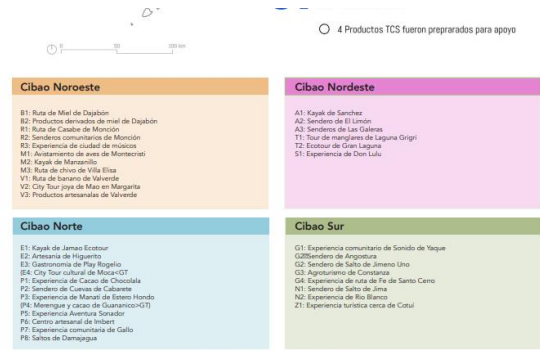 0 50 100 km
4 Productos TCS fueron preprarados para apoyo
Cibao Noroeste
B1: Ruta de Miel de Dajabón
B2: Productos derivados de miel de Dajabón
R1: Ruta de Casabe de Monción
R2: Senderos comunitarios de Monción
R3: Experiencia de ciudad de músicos
M1: Avistamiento de aves de Montecristi
M2: Kayak de Manzanillo
M3: Ruta de chivo de Villa Elisa
V1: Ruta de banano de Valverde
V2: City Tour joya de Mao en Margarita
V3: Productos artesanalas de Valverde
Cibao Nordeste
A1: Kayak de Sanchez
A2: Sendero de El Limón
A3: Senderos de Las Galeras
T1: Tour de manglares de Laguna Grigrí
T2: Ecotour de Gran Laguna
S1: Experiencia de Don Lulu
Cibao Norte
E1: Kayak de Jamao Ecotour
E2: Artesanía de Higuerito
E3: Gastronomía de Play Rogelio
(E4: City Tour cultural de Moca<GT
P1: Experiencia de Cacao de Chocolala
P2: Sendero de Cuevas de Cabarete
P3: Experiencia de Manatí de Estero Hondo
(P4: Merengue y cacao de Guananico>GT)
P5: Experiencia Aventura Sonador
P6: Centro artesanal de Imbert
P7: Experiencia comunitaria de Gallo
P8: Saltos de Damajagua
Cibao Sur
G1: Experiencia comunitario de Sonido de Yaque
Sendero de Angostura
G2: Sendero de Salto de Jimeno Uno
G3: Agroturismo de Constanza
G4: Experiencia de ruta de Fe de Santo Cerro
N1: Sendero de Salto de Jima
N2: Experiencia de Río Blanco
Z1: Experiencia turística cerca de Cotuí